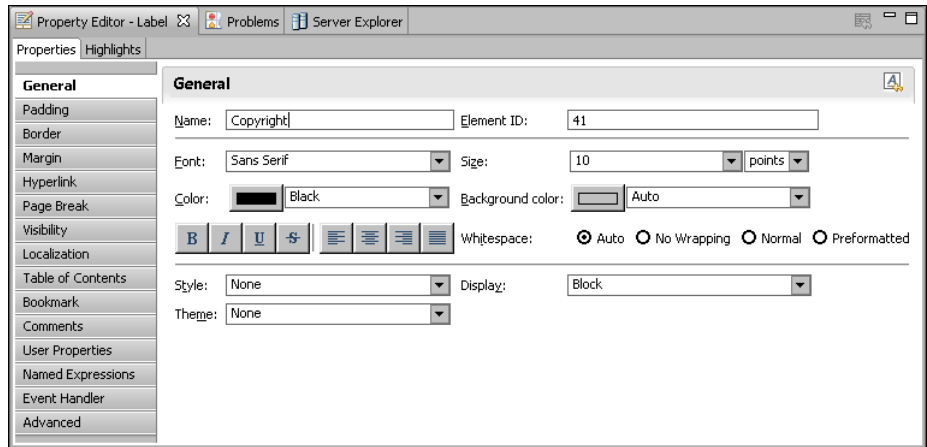 Property Editor - Label Problems Server Explorer
Properties Highlights
General
Padding
Border
Margin
Hyperlink
Page Break
Visibility
Localization
Table of Contents
Bookmark
Comments
User Properties
Named Expressions
Event Handler
Advanced
General
Name: Copyright Element ID: 41
Font: Sans Serif Size: 10 points
Color: Black Background color: Auto
B I U S Whitespace: Auto No Wrapping Normal Preformatted
Style: None Display: Block
Theme: None